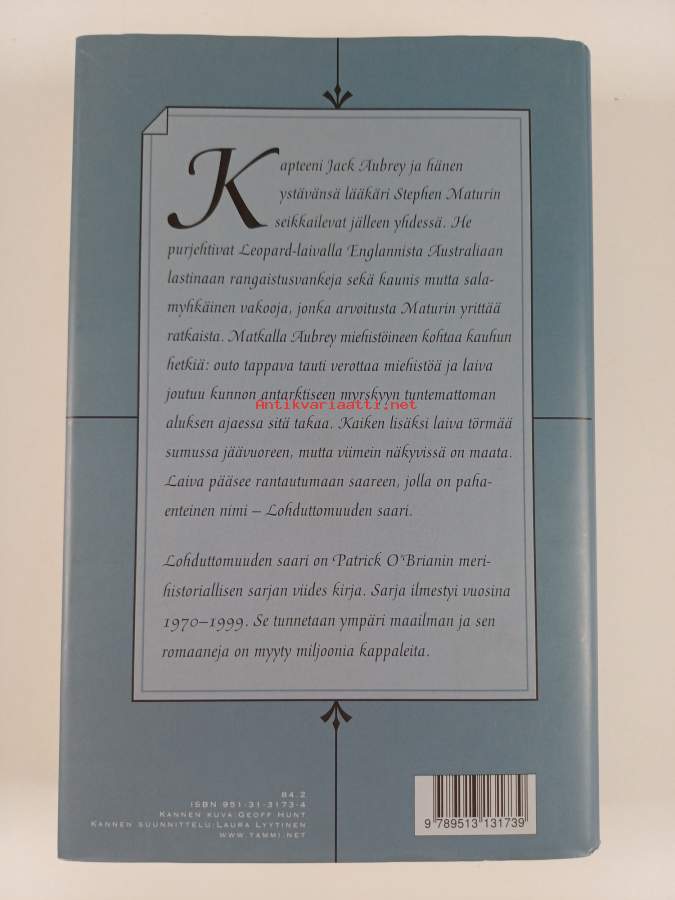 Kapteeni Jack Aubrey ja hänen
ystävänsä lääkäri Stephen Maturin
seikkailevat jälleen yhdessä. He
purjehtivat Leopard-laivalla Englannista Australiaan
lastinaan rangaistusvankeja sekä kaunis mutta sala-
myhkäinen vakooja, jonka arvoitusta Maturin yrittää
ratkaista. Matkalla Aubrey miehistöineen kohtaa kauhun
hetkiä: outo tappava tauti verottaa miehistöä ja laiva
joutuu kunnon antarktiseen myrskyyn tuntemattoman
Antikvariaatti.net
aluksen ajaessa sitä takaa. Kaiken lisäksi laiva törmää
sumussa jäävuoreen, mutta viimein näkyvissä on maata.
Laiva pääsee rantautumaan saareen, jolla on paha-
enteinen nimi – Lohduttomuuden saari.
Lohduttomuuden saari on Patrick O'Brianin meri-
historiallisen sarjan viides kirja. Sarja ilmestyi vuosina
1970–1999. Se tunnetaan ympäri maailman ja sen
romaaneja on myyty miljoonia kappaleita.
84.2
ISBN 951-31-3173-4
Kannen kuva: Geoff Hunt
Kannen suunnittelu: Laura Lyytinen
www.tammi.net
9 789513 131739